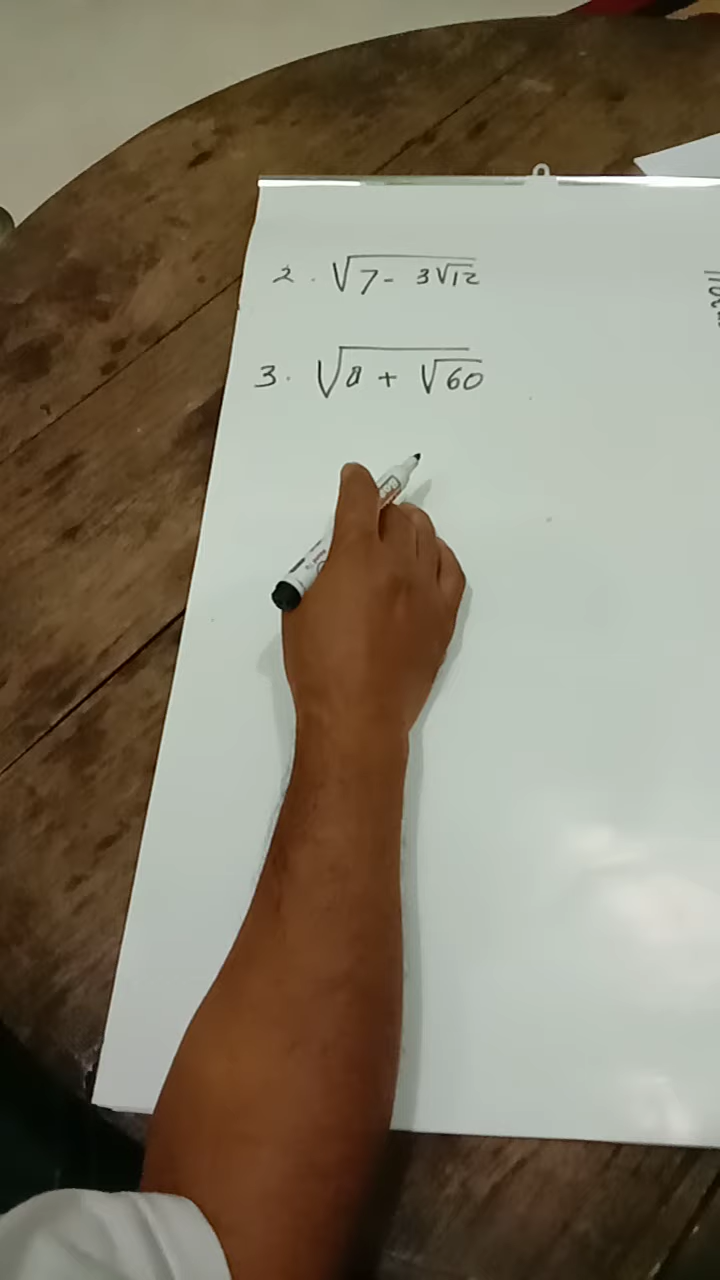 2. √7 - 3√12
3. √8 + √60